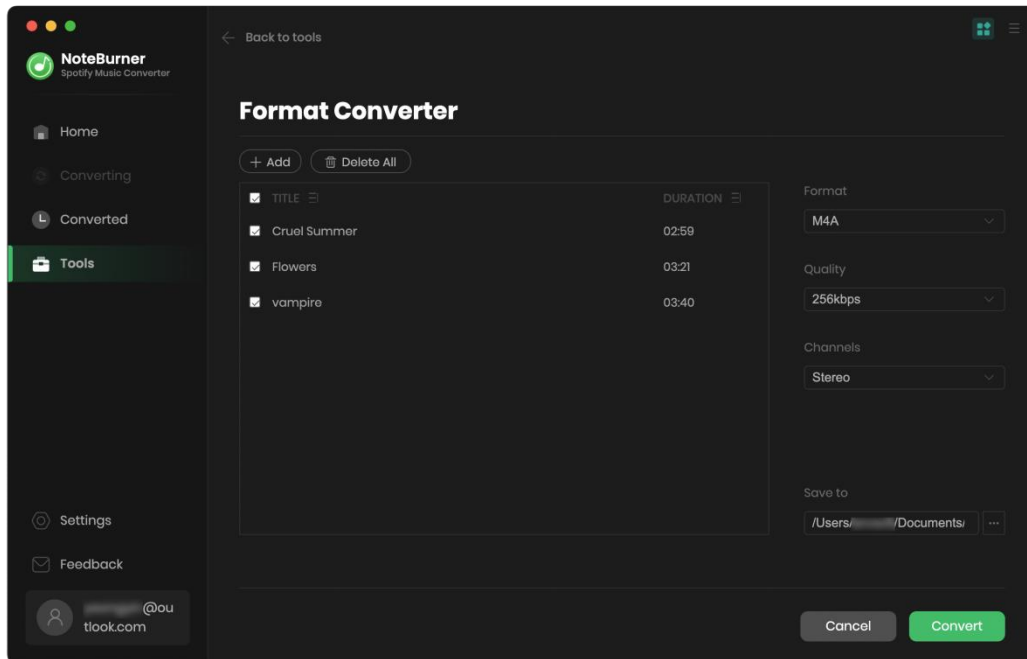 Back to tools
NoteBurner
Spotify Music Converter
Home
Converting
Converted
Tools
Settings
Feedback
@ou
tlook.com
Format Converter
Add
Delete All
TITLE DURATION
Cruel Summer 02:59
Flowers 03:21
vampire 03:40
Format
M4A
Quality
256kbps
Channels
Stereo
Save to
/Users/ /Documents/
...
Cancel
Convert